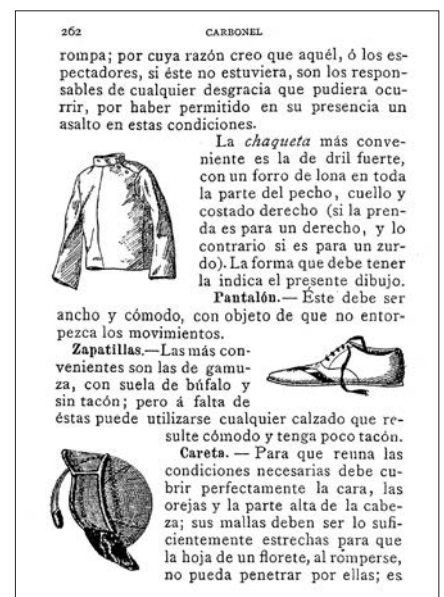 262 CARBONEL
rompa; por cuya razón creo que aquél, ó los es-
pectadores, si éste no estuviera, son los respon-
sables de cualquier desgracia que pudiera ocu-
rrir, por haber permitido en su presencia un
asalto en estas condiciones.
La chaqueta más conve-
niente es la de dril fuerte,
con un forro de lona en toda
la parte del pecho, cuello y
costado derecho (si la pren-
da es para un derecho, y lo
contrario si es para un zur-
do). La forma que debe tener
la indica el presente dibujo.
Pantalón.— Éste debe ser
ancho y cómodo, con objeto de que no entor-
pezca los movimientos.
Zapatillas.—Las más con-
venientes son las de gamu-
za, con suela de búfalo y
sin tacón; pero á falta de
éstas puede utilizarse cualquier calzado que re-
sulte cómodo y tenga poco tacón.
Careta. — Para que reuna las
condiciones necesarias debe cu-
brir perfectamente la cara, las
orejas y la parte alta de la cabe-
za; sus mallas deben ser lo sufi-
cientemente estrechas para que
la hoja de un florete, al romperse,
no pueda penetrar por ellas; es